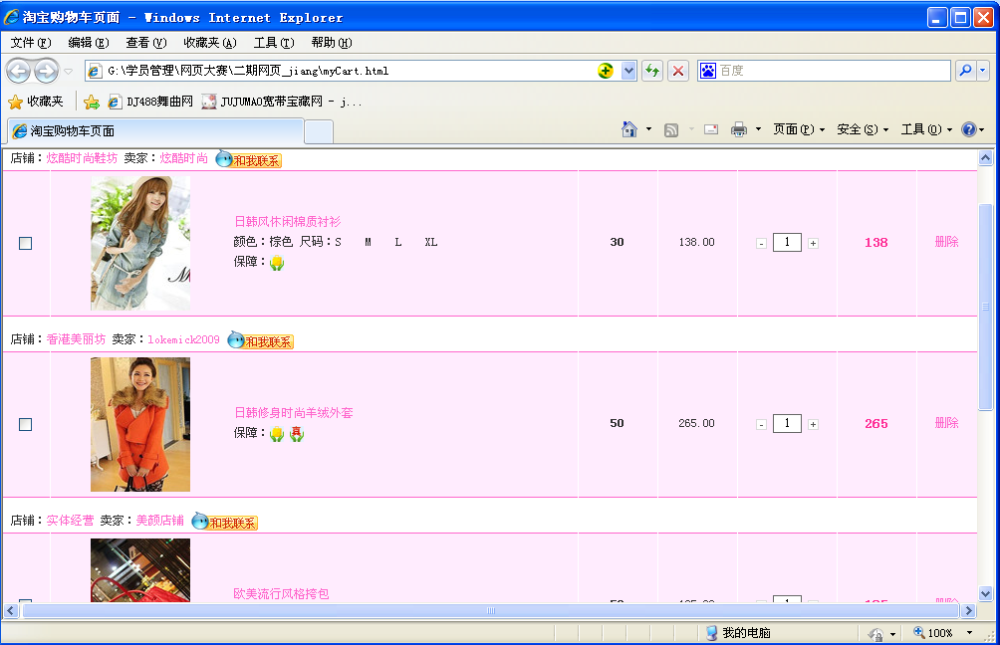 淘宝购物车页面 - Windows Internet Explorer
文件(F) 编辑(E) 查看(V) 收藏夹(A) 工具(T) 帮助(H)
G:\学员管理\网页大赛\二期网页_jiang\myCart.html 百度
收藏夹 DJ488舞曲网 JUJUMAO宽带宝藏网 - j...
淘宝购物车页面 页面(P) 安全(S) 工具(O)
店铺：炫酷时尚鞋坊 卖家：炫酷时尚 和我联系
日韩风休闲棉质衬衫
颜色：棕色 尺码：S M L XL 30 138.00 - 1 + 138 删除
保障：
店铺：香港美丽坊 卖家：lokemick2009 和我联系
日韩修身时尚羊绒外套
50 265.00 - 1 + 265 删除
保障： 真
店铺：实体经营 卖家：美颜店铺 和我联系
欧美流行风格挎包
我的电脑 100%